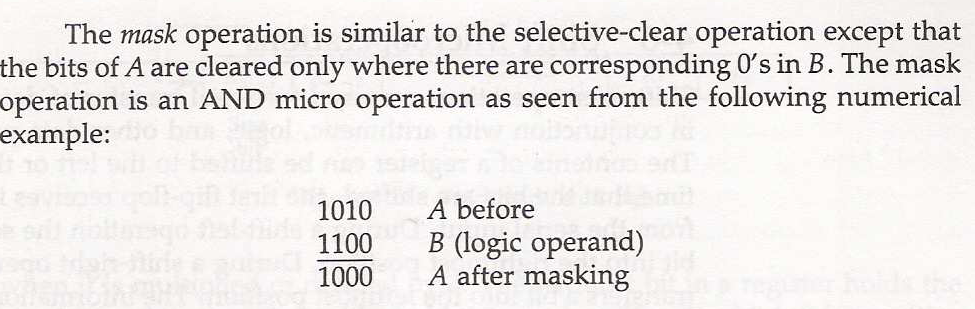 The mask operation is similar to the selective-clear operation except that
the bits of A are cleared only where there are corresponding 0's in B. The mask
operation is an AND micro operation as seen from the following numerical
example:
1010 A before
1100 B (logic operand)
1000 A after masking